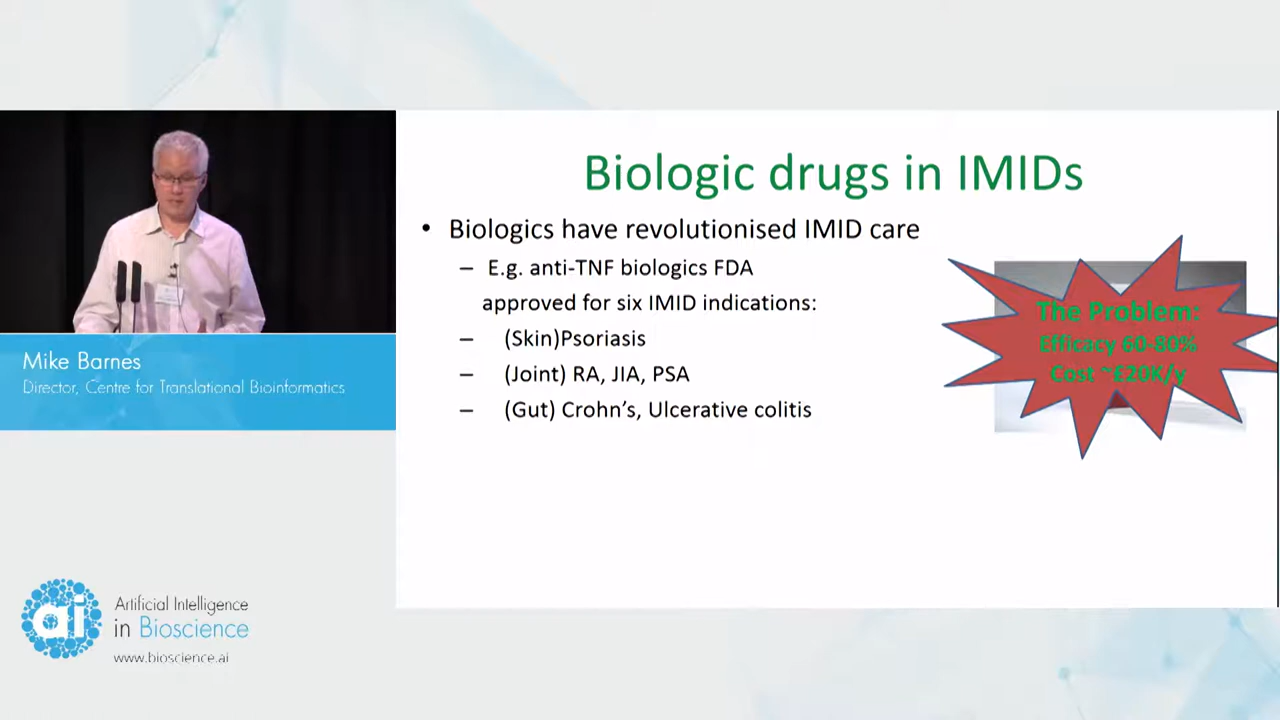 Biologic drugs in IMIDs
• Biologics have revolutionised IMID care
– E.g. anti-TNF biologics FDA
approved for six IMID indications:
– (Skin)Psoriasis
– (Joint) RA, JIA, PSA
– (Gut) Crohn’s, Ulcerative colitis
The Problem:
Efficacy 60-80%
Cost ~£20K/y
Mike Barnes
Director, Centre for Translational Bioinformatics
ai
Artificial Intelligence
in Bioscience
www.bioscience.ai